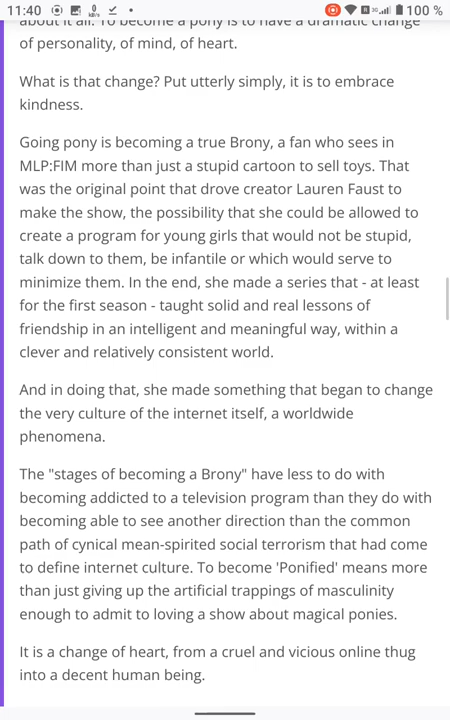 11:40
100 %
about it all. To become a pony is to have a dramatic change
of personality, of mind, of heart.
What is that change? Put utterly simply, it is to embrace
kindness.
Going pony is becoming a true Brony, a fan who sees in
MLP:FIM more than just a stupid cartoon to sell toys. That
was the original point that drove creator Lauren Faust to
make the show, the possibility that she could be allowed to
create a program for young girls that would not be stupid,
talk down to them, be infantile or which would serve to
minimize them. In the end, she made a series that - at least
for the first season - taught solid and real lessons of
friendship in an intelligent and meaningful way, within a
clever and relatively consistent world.
And in doing that, she made something that began to change
the very culture of the internet itself, a worldwide
phenomena.
The "stages of becoming a Brony" have less to do with
becoming addicted to a television program than they do with
becoming able to see another direction than the common
path of cynical mean-spirited social terrorism that had come
to define internet culture. To become 'Ponified' means more
than just giving up the artificial trappings of masculinity
enough to admit to loving a show about magical ponies.
It is a change of heart, from a cruel and vicious online thug
into a decent human being.